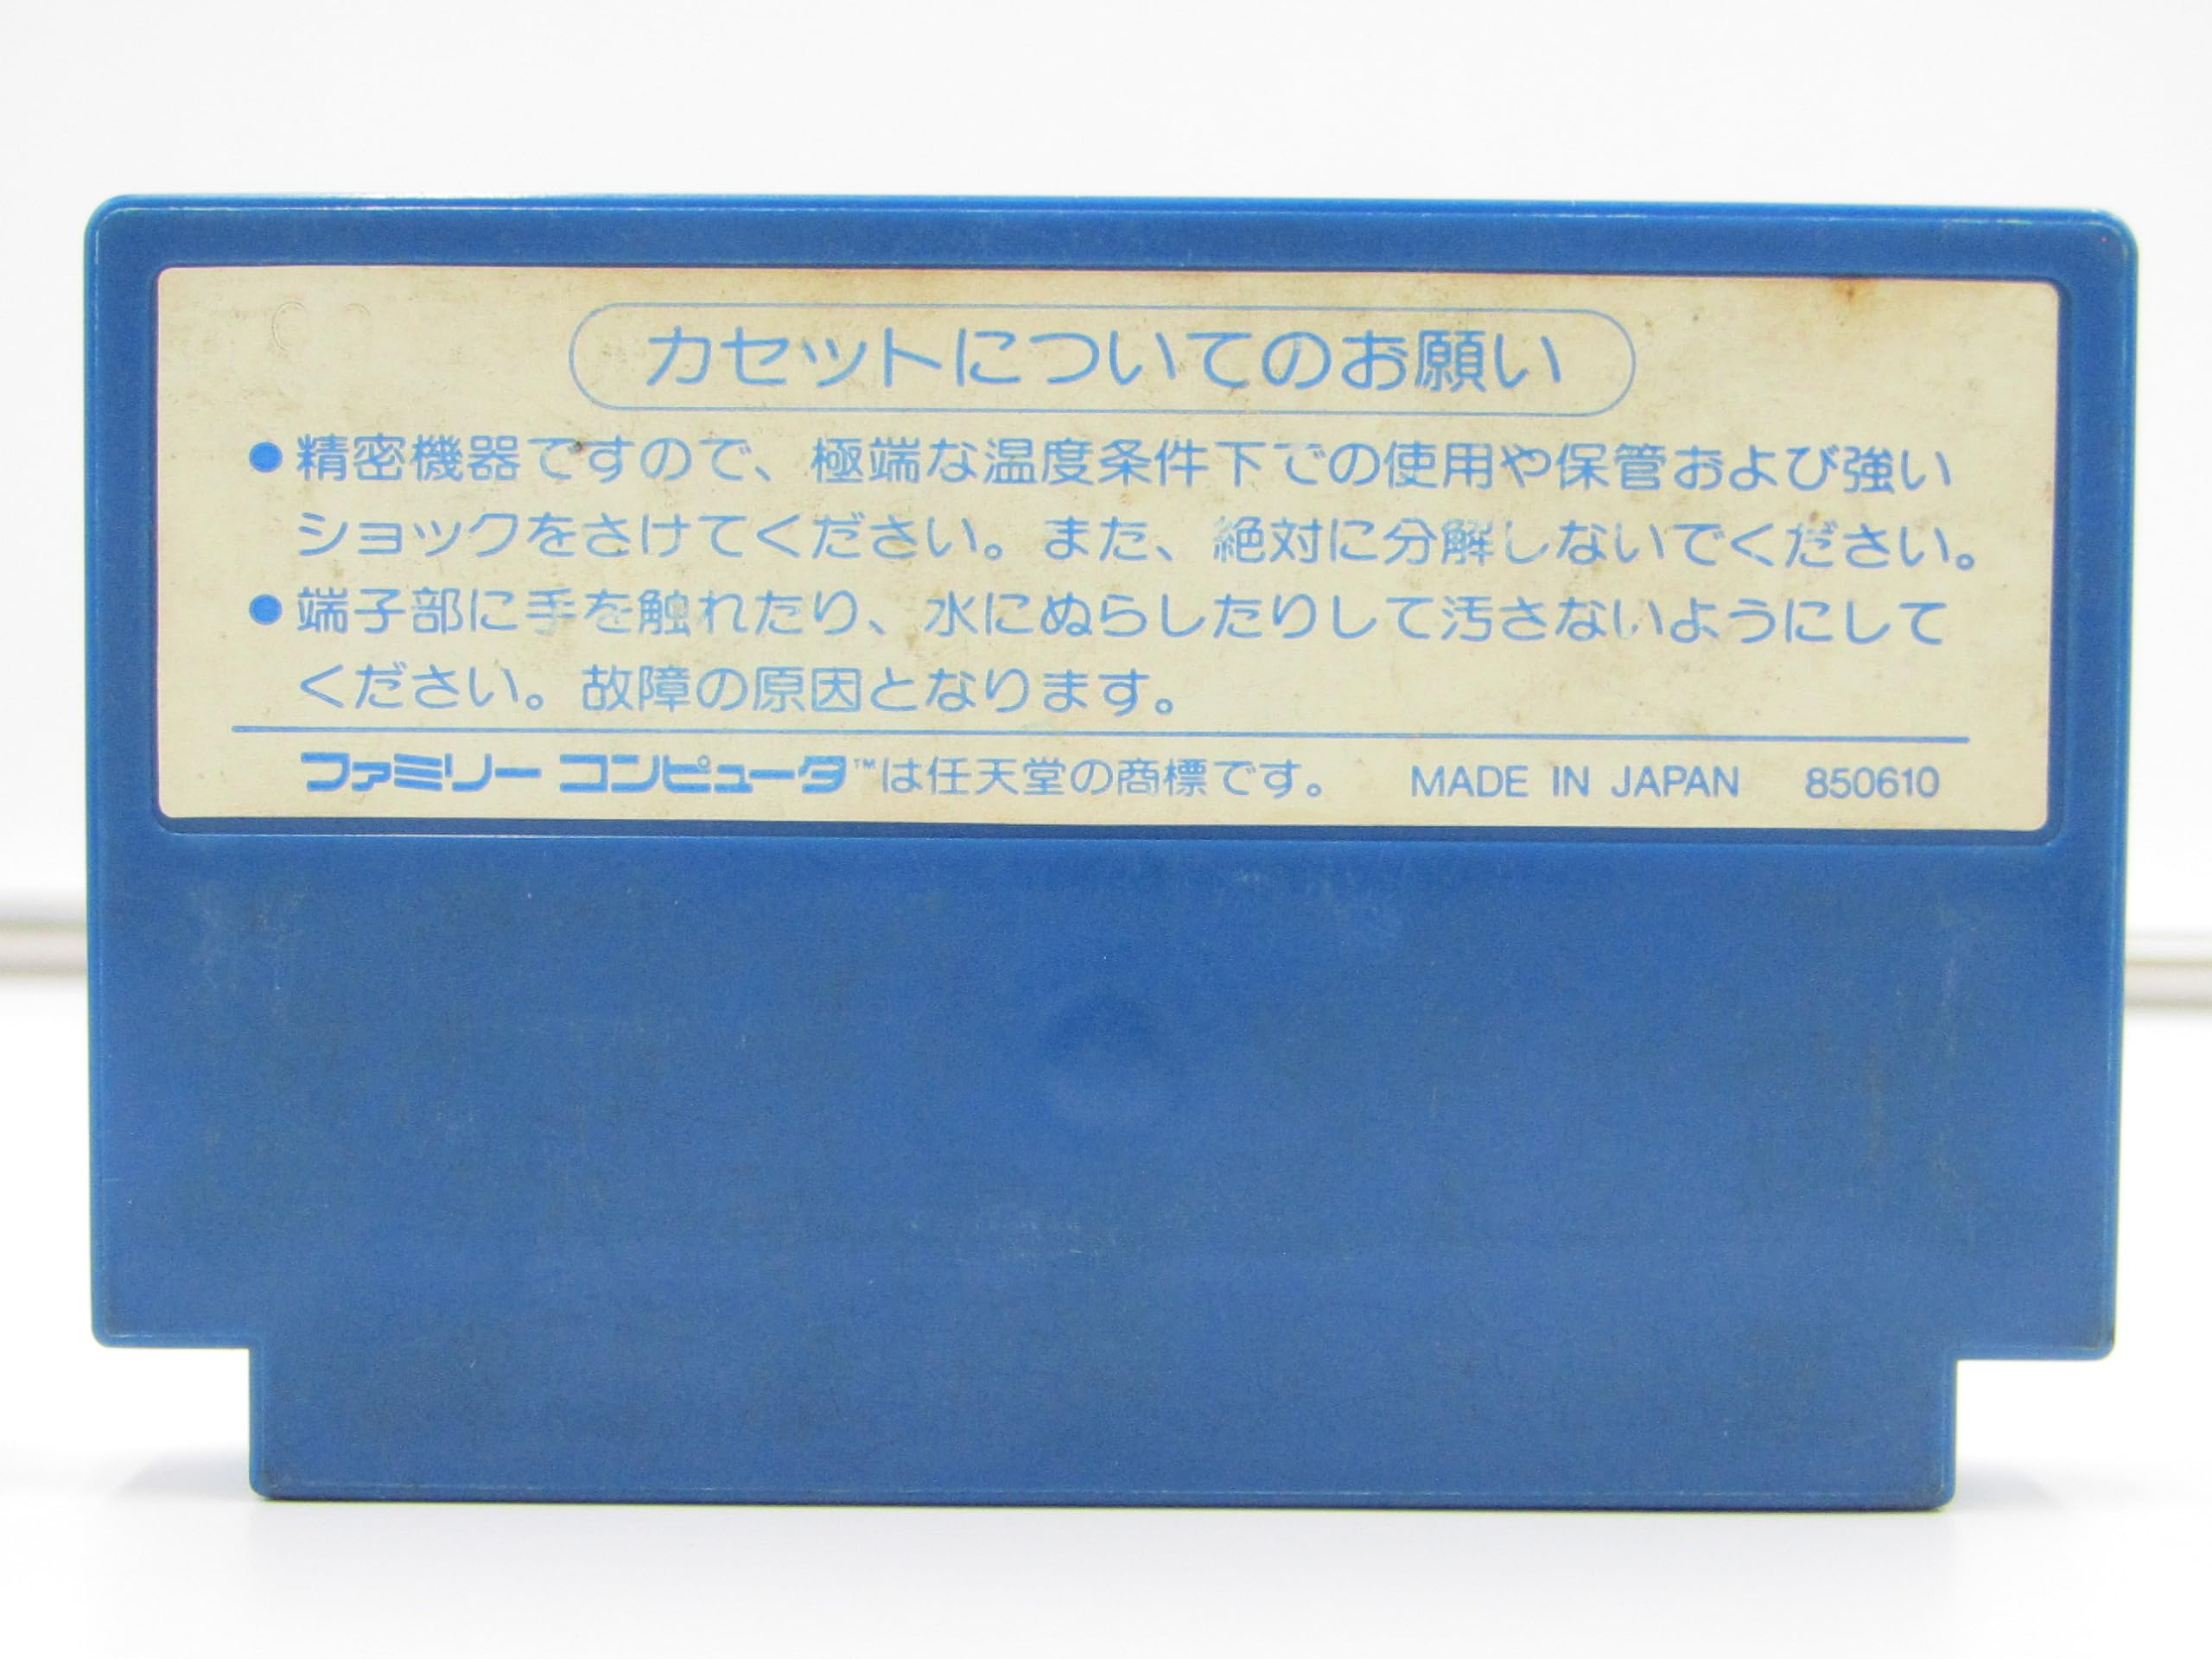 カセットについてのお願い
●精密機器ですので、極端な温度条件下での使用や保管および強い
ショックをさけてください。また、絶対に分解しないでください。
●端子部に手を触れたり、水にぬらしたりして汚さないようにして
ください。故障の原因となります。
ファミリー コンピュータ™は任天堂の商標です。 MADE IN JAPAN 850610